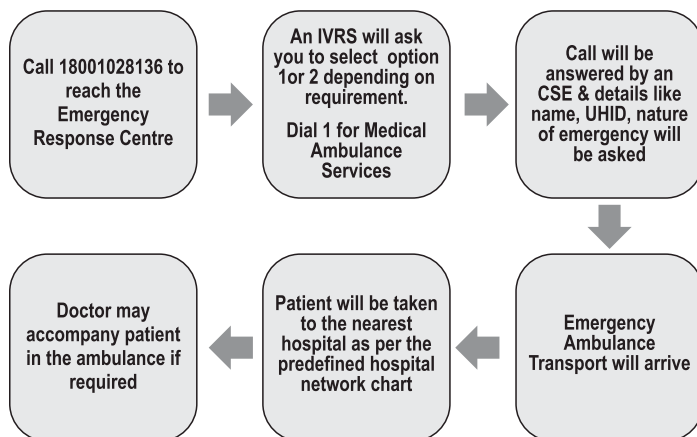 Call 18001028136 to
reach the
Emergency
Response Centre
An IVRS will ask
you to select option
1or 2 depending on
requirement.
Dial 1 for Medical
Ambulance
Services
Call will be
answered by an
CSE & details like
name, UHID, nature
of emergency will
be asked
Emergency
Ambulance
Transport will arrive
Patient will be taken
to the nearest
hospital as per the
predefined hospital
network chart
Doctor may
accompany patient
in the ambulance if
required